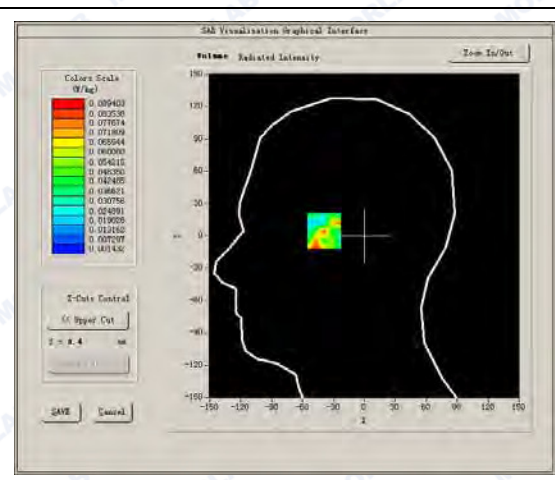 SAR Visualisation Graphical Interface
Volume Radiated Intensity
Zoom In/Out
Colors Scale
(W/kg)
0.089403
0.083538
0.077674
0.071809
0.065944
0.060080
0.054215
0.048350
0.042485
0.036621
0.030756
0.024891
0.019026
0.013162
0.007297
0.001432
Z-Cuts Control
<< Upper Cut
Z = 4.4 mm
SAVE
Cancel
150
90
60
30
0
-30
-60
-90
-120
-150
-150 -120 -90 -60 -30 0 30 60 90 120 150
X